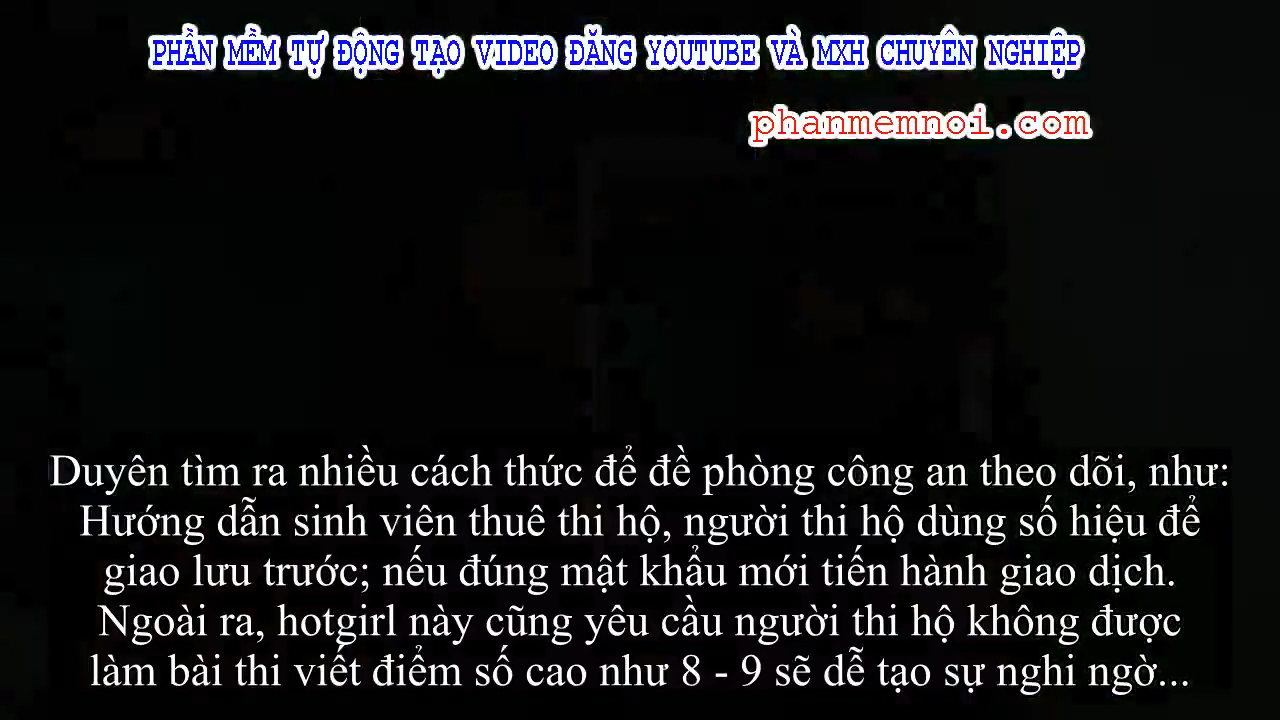 PHẦN MỀM TỰ ĐỘNG TẠO VIDEO ĐĂNG YOUTUBE VÀ MXH CHUYÊN NGHIỆP
phanmemnoi.com
Duyên tìm ra nhiều cách thức để đề phòng công an theo dõi, như:
Hướng dẫn sinh viên thuê thi hộ, người thi hộ dùng số hiệu để
giao lưu trước; nếu đúng mật khẩu mới tiến hành giao dịch.
Ngoài ra, hotgirl này cũng yêu cầu người thi hộ không được
làm bài thi viết điểm số cao như 8 - 9 sẽ dễ tạo sự nghi ngờ...